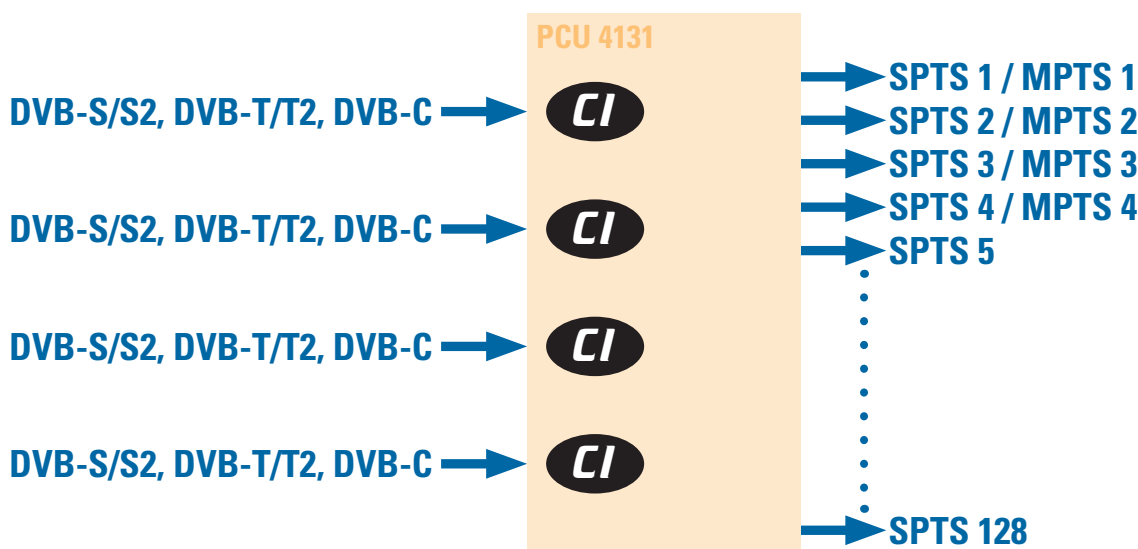 PCU 4131
DVB-S/S2, DVB-T/T2, DVB-C
CI
DVB-S/S2, DVB-T/T2, DVB-C
CI
DVB-S/S2, DVB-T/T2, DVB-C
CI
DVB-S/S2, DVB-T/T2, DVB-C
CI
SPTS 1 / MPTS 1
SPTS 2 / MPTS 2
SPTS 3 / MPTS 3
SPTS 4 / MPTS 4
SPTS 5
SPTS 128